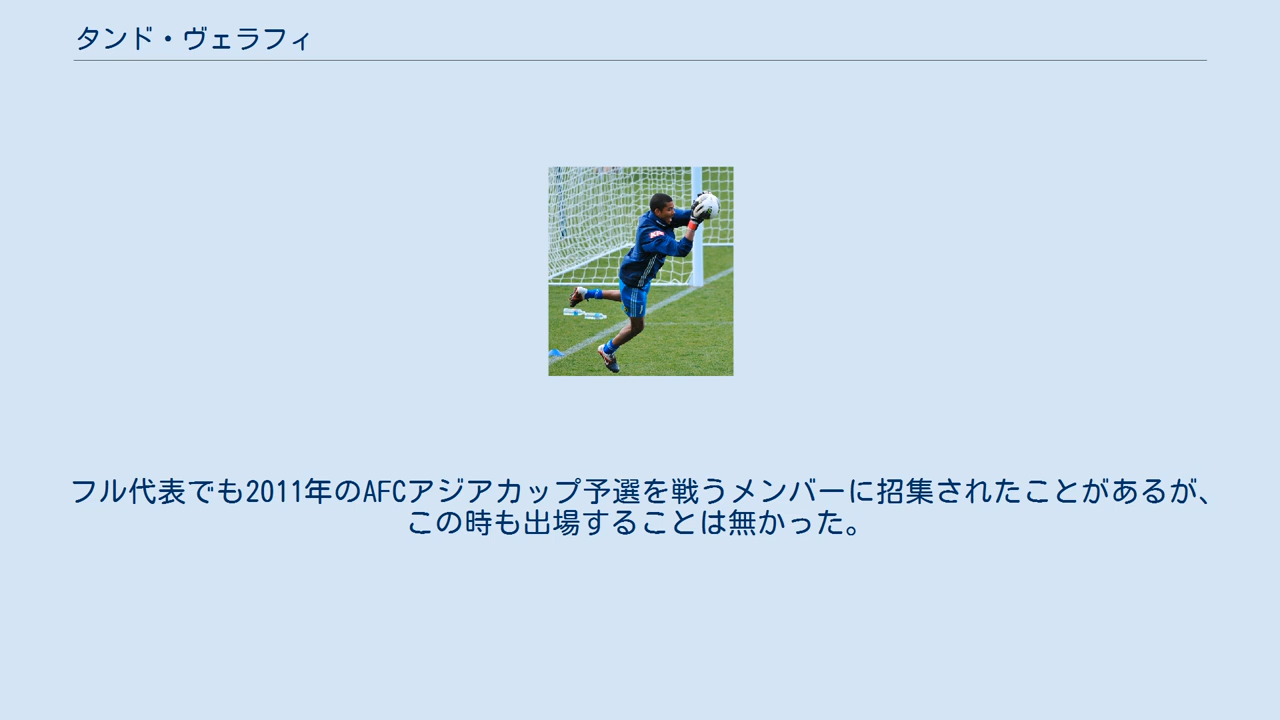 タンド・ヴェラフィ
フル代表でも2011年のAFCアジアカップ予選を戦うメンバーに招集されたことがあるが、
この時も出場することは無かった。